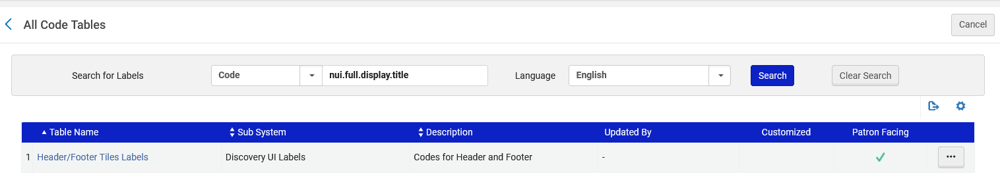 All Code Tables
Cancel
Search for Labels Code nui.full.display.title Language English Search Clear Search
Table Name Sub System Description Updated By Customized Patron Facing
1 Header/Footer Tiles Labels Discovery UI Labels Codes for Header and Footer -